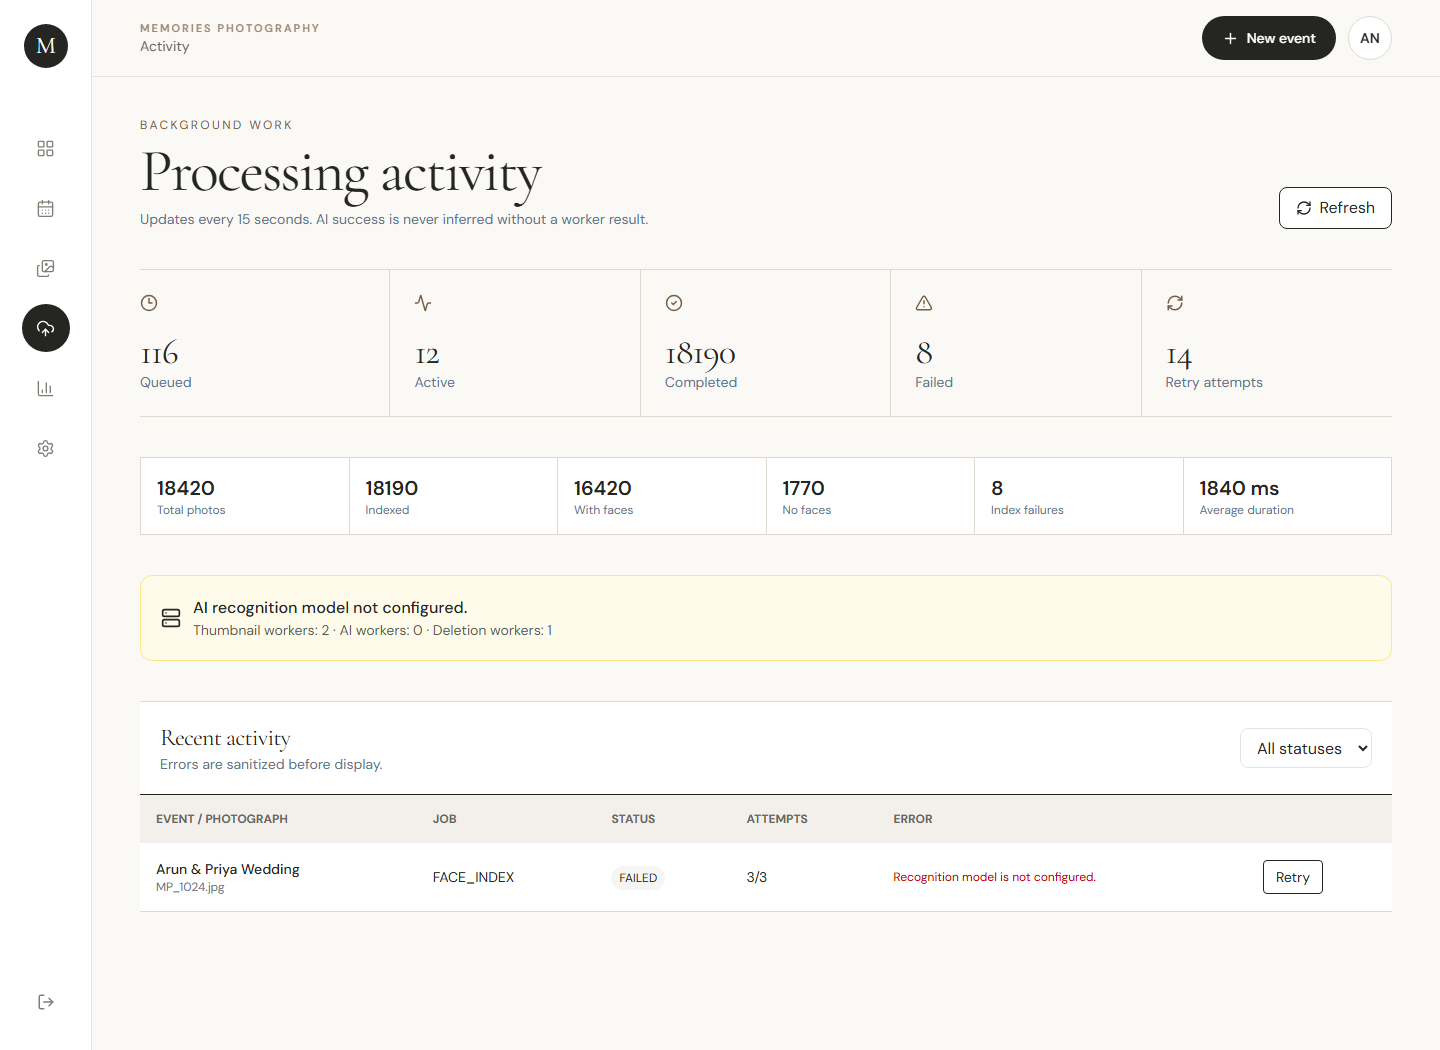 M
MEMORIES PHOTOGRAPHY
Activity
New event
AN
BACKGROUND WORK
Processing activity
Updates every 15 seconds. AI success is never inferred without a worker result.
Refresh
116
Queued
12
Active
18190
Completed
8
Failed
14
Retry attempts
18420
Total photos
18190
Indexed
16420
With faces
1770
No faces
8
Index failures
1840 ms
Average duration
AI recognition model not configured.
Thumbnail workers: 2 · AI workers: 0 · Deletion workers: 1
Recent activity
Errors are sanitized before display.
All statuses
EVENT / PHOTOGRAPH JOB STATUS ATTEMPTS ERROR
Arun & Priya Wedding
MP_1024.jpg
FACE_INDEX
FAILED
3/3
Recognition model is not configured.
Retry